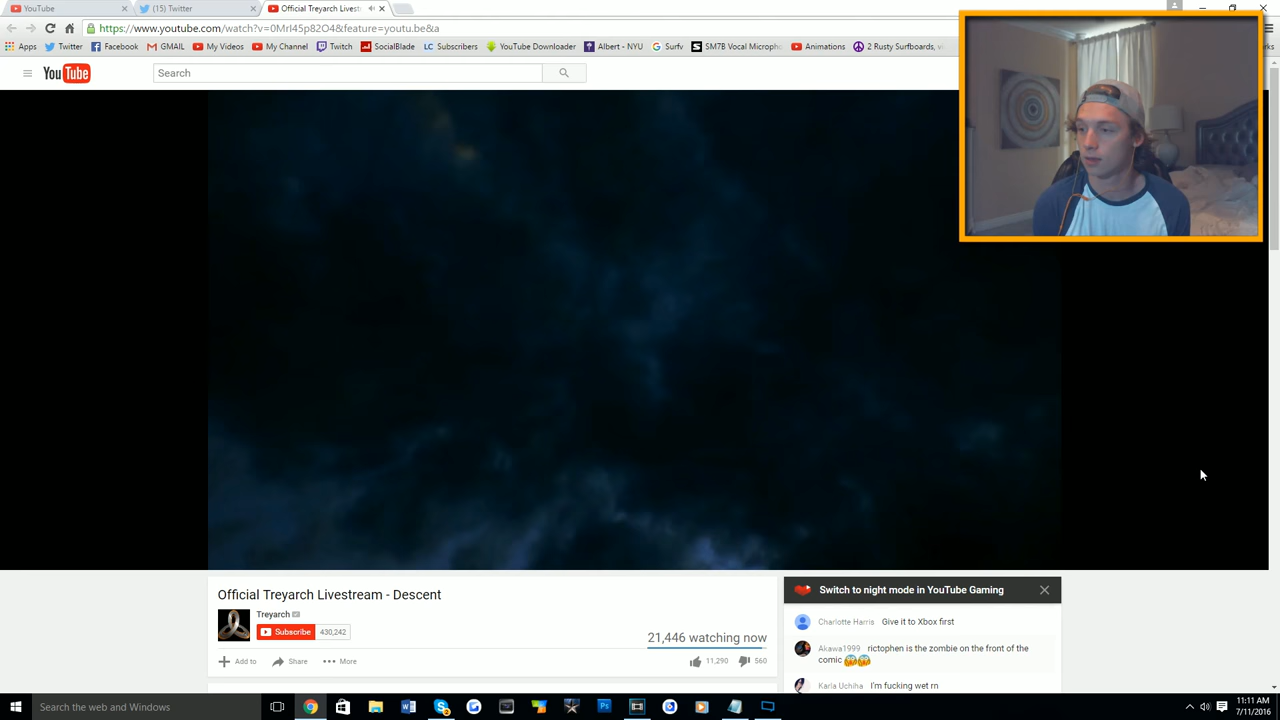 YouTube
(15) Twitter
Official Treyarch Livestr
https://www.youtube.com/watch?v=0MrI45p82O4&feature=youtu.be&a
Apps Twitter Facebook GMAIL My Videos My Channel Twitch SocialBlade LC Subscribers YouTube Downloader Albert - NYU Surfv SM7B Vocal Microph Animations 2 Rusty Surfboards, vi
YouTube
Search
Official Treyarch Livestream - Descent
Treyarch
Subscribe 430,242
21,446 watching now
Add to Share More
11,290 560
Switch to night mode in YouTube Gaming
Charlotte Harris Give it to Xbox first
Akawa1999 rictophen is the zombie on the front of the
comic 😱😱
Karla Uchiha I'm fucking wet rn
Search the web and Windows
11:11 AM
7/11/2016